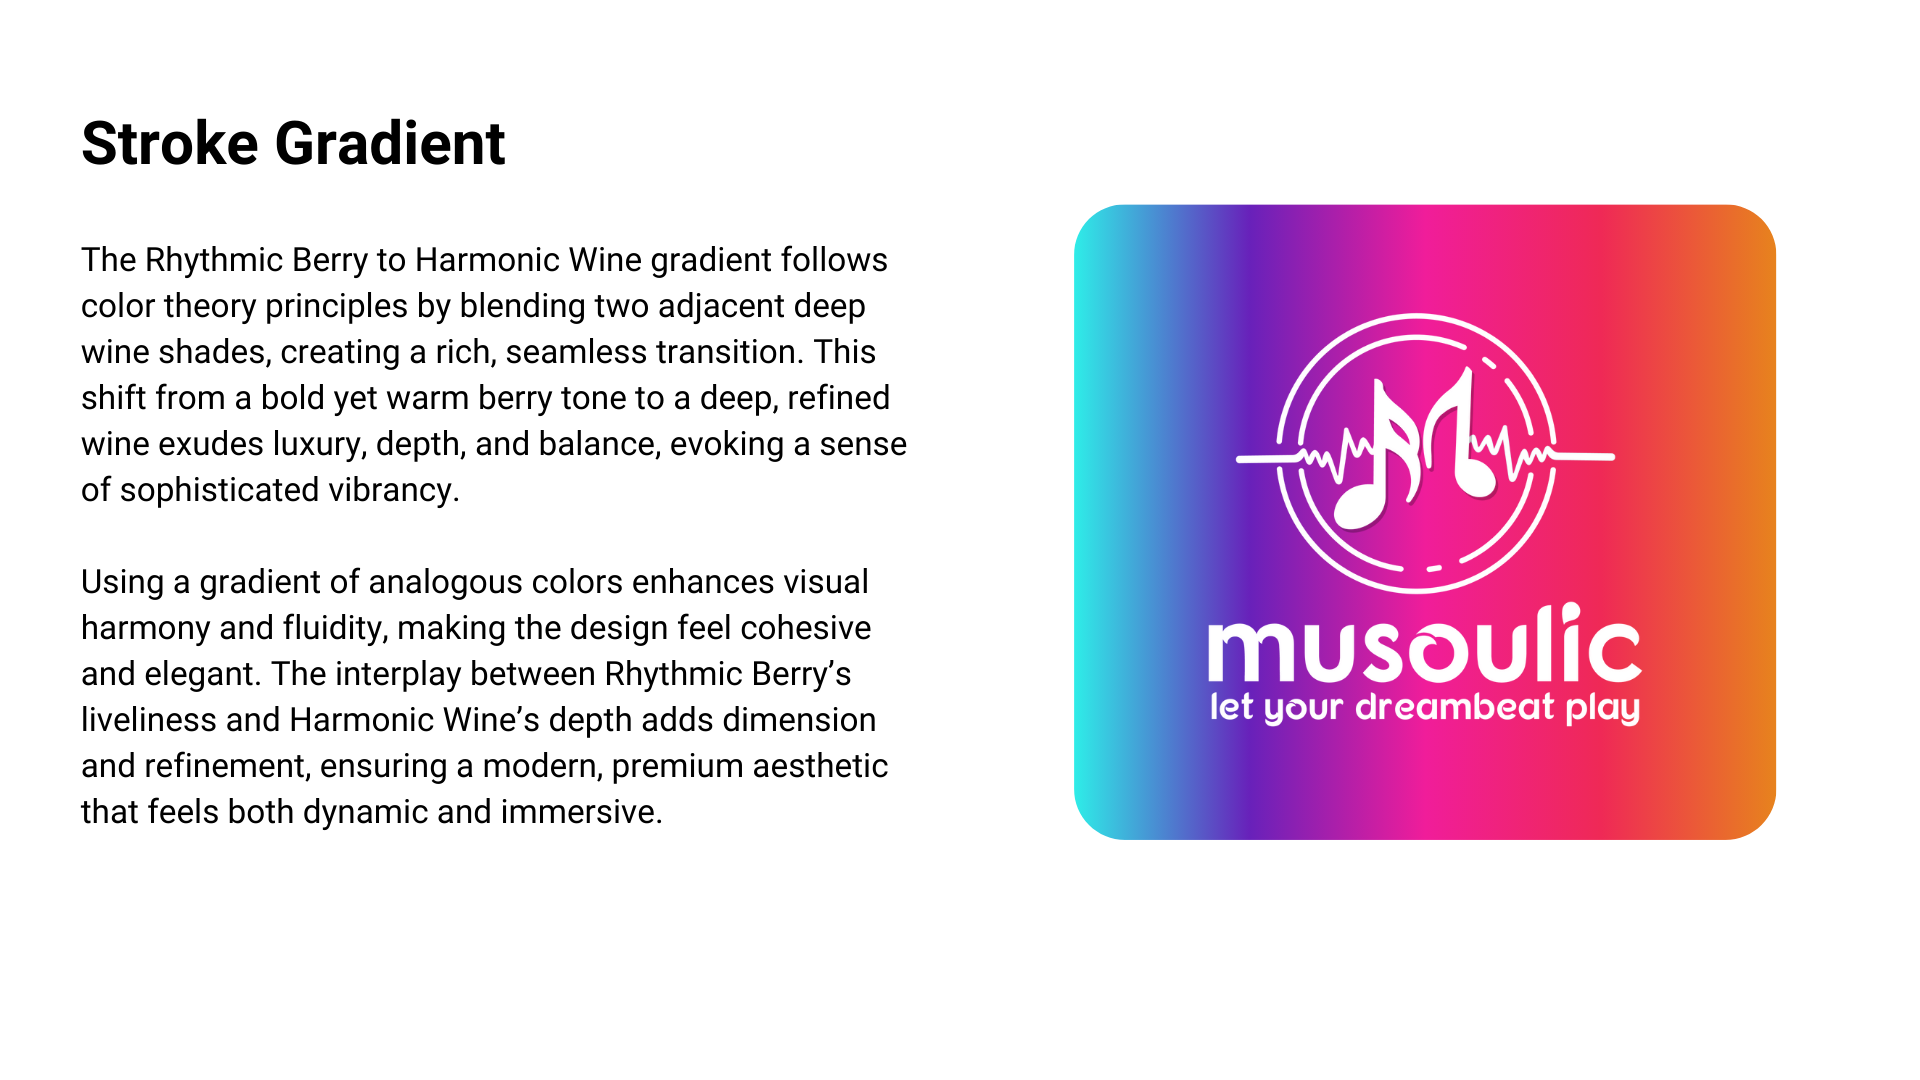 Stroke Gradient
The Rhythmic Berry to Harmonic Wine gradient follows
color theory principles by blending two adjacent deep
wine shades, creating a rich, seamless transition. This
shift from a bold yet warm berry tone to a deep, refined
wine exudes luxury, depth, and balance, evoking a sense
of sophisticated vibrancy.
Using a gradient of analogous colors enhances visual
harmony and fluidity, making the design feel cohesive
and elegant. The interplay between Rhythmic Berry’s
liveliness and Harmonic Wine’s depth adds dimension
and refinement, ensuring a modern, premium aesthetic
that feels both dynamic and immersive.
musoulic
let your dreambeat play